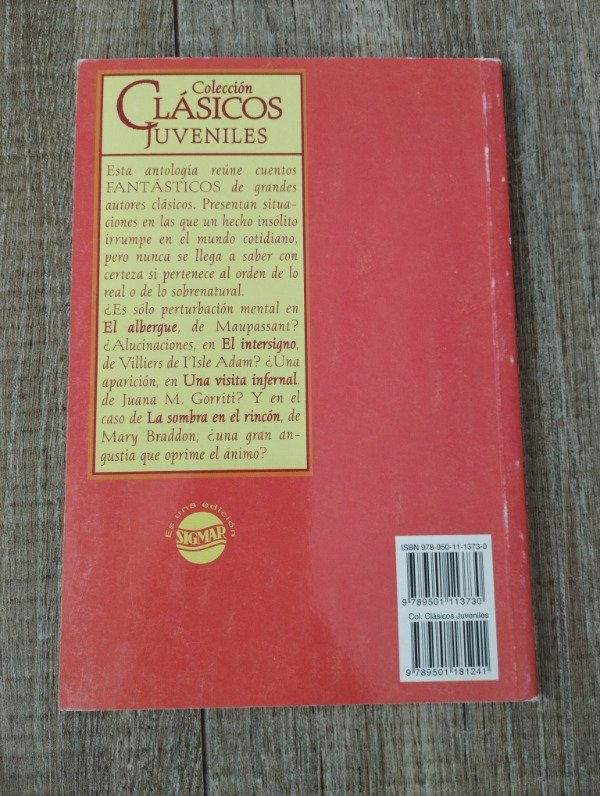 Colección
CLÁSICOS
JUVENILES
Esta antología reúne cuentos
FANTÁSTICOS de grandes
autores clásicos. Presentan situa-
ciones en las que un hecho insólito
irrumpe en el mundo cotidiano,
pero nunca se llega a saber con
certeza si pertenece al orden de lo
real o de lo sobrenatural.
¿Es sólo perturbación mental en
El albergue, de Maupassant?
¿Alucinaciones, en El intersigno,
de Villiers de l'Isle Adam? ¿Una
aparición, en Una visita infernal,
de Juana M. Gorriti? Y en el
caso de La sombra en el rincón, de
Mary Braddon, ¿una gran an-
gustia que oprime el ánimo?
Es una edición
SIGMAR
ISBN 978-950-11-1373-0
9 789501 113730
Col. Clásicos Juveniles
9 789501 181241